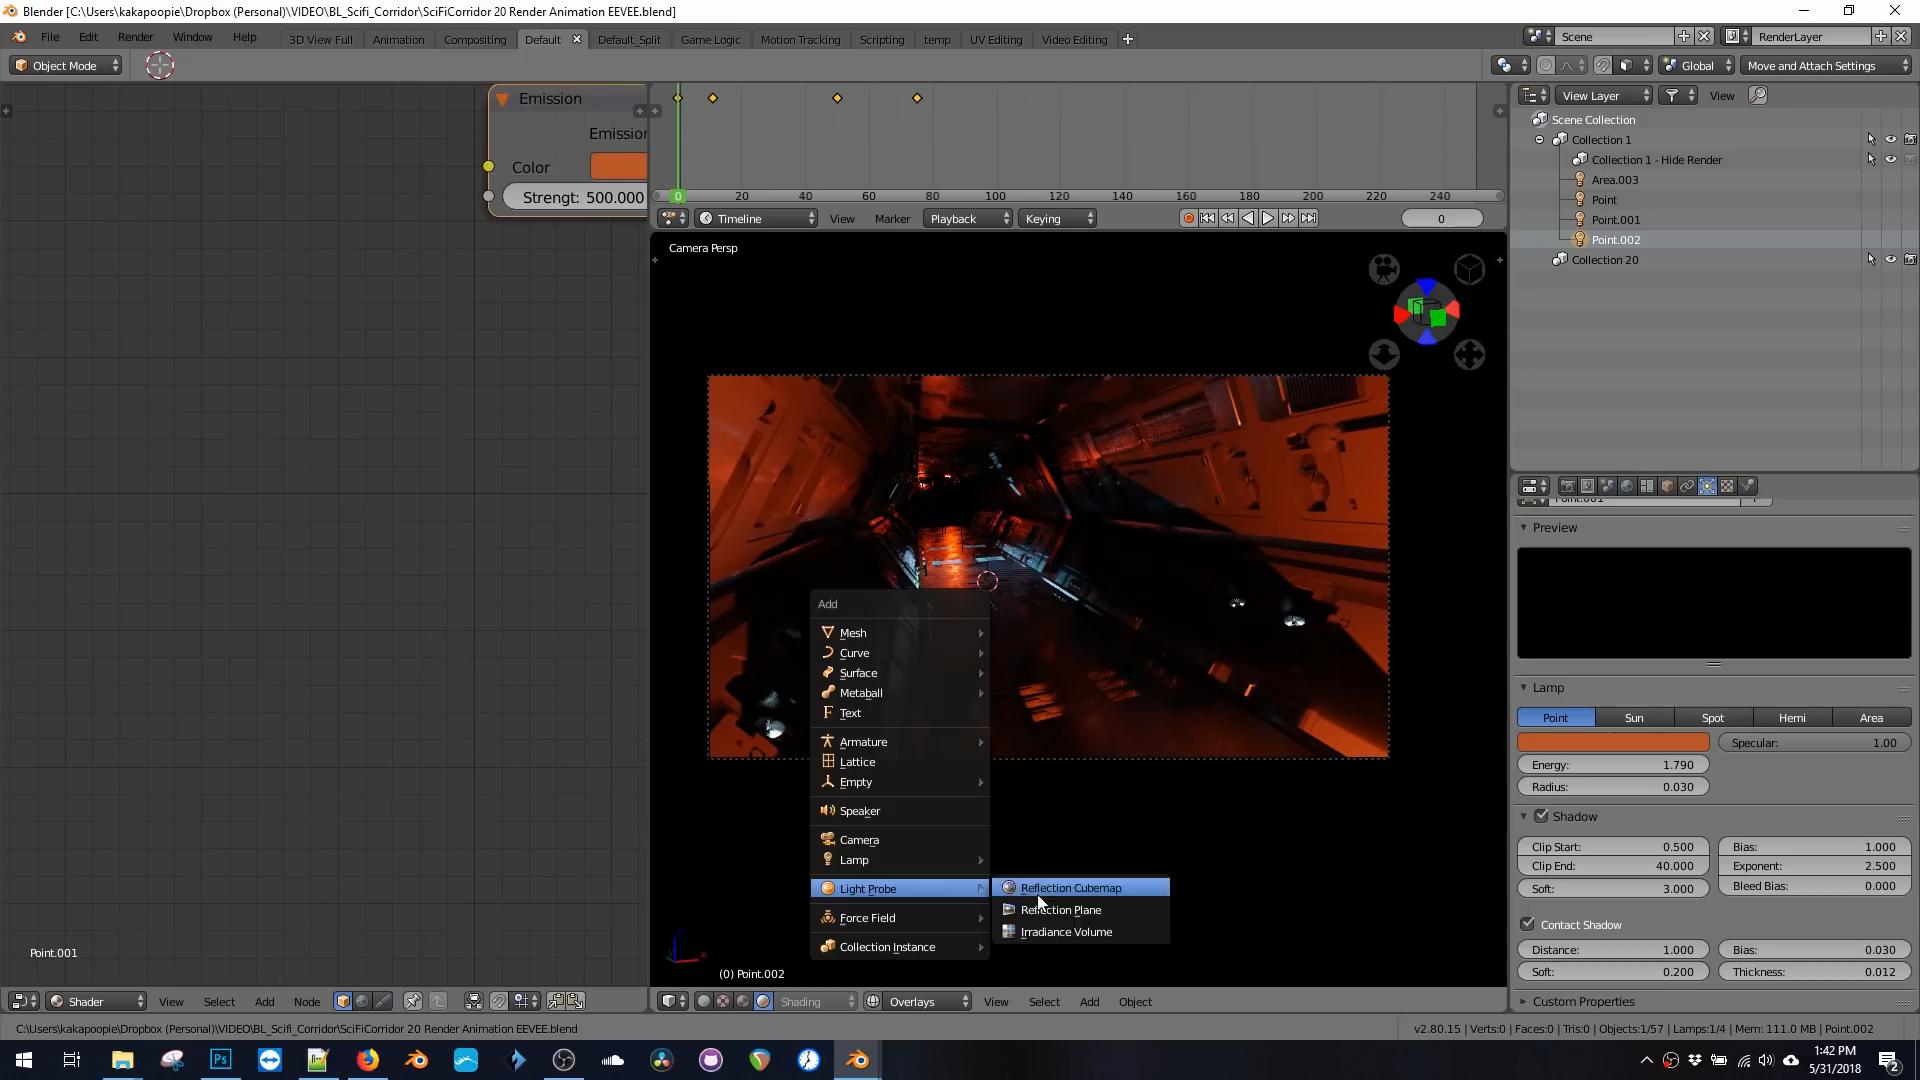 Blender [C:\Users\kakapoopie\Dropbox (Personal)\VIDEO\BL_Scifi_Corridor\SciFiCorridor 20 Render Animation EEVEE.blend]
File Edit Render Window Help 3D View Full Animation Compositing Default Default_Split Game Logic Motion Tracking Scripting temp UV Editing Video Editing Scene RenderLayer
Object Mode Global Move and Attach Settings
Emission
Emission
Color
Strengt: 500.000
0 20 40 60 80 100 120 140 160 180 200 220 240
Timeline View Marker Playback Keying 0
View Layer View
Scene Collection
Collection 1
Collection 1 - Hide Render
Area.003
Point
Point.001
Point.002
Collection 20
Camera Persp
Add
Mesh
Curve
Surface
Metaball
Text
Armature
Lattice
Empty
Speaker
Camera
Lamp
Light Probe
Force Field
Collection Instance
Reflection Cubemap
Reflection Plane
Irradiance Volume
(0) Point.002
Point.001
Point.001
Preview
Lamp
Point Sun Spot Hemi Area
Specular: 1.00
Energy: 1.790
Radius: 0.030
Shadow
Clip Start: 0.500 Bias: 1.000
Clip End: 40.000 Exponent: 2.500
Soft: 3.000 Bleed Bias: 0.000
Contact Shadow
Distance: 1.000 Bias: 0.030
Soft: 0.200 Thickness: 0.012
Custom Properties
Shader View Select Add Node
Shading Overlays View Select Add Object
C:\Users\kakapoopie\Dropbox (Personal)\VIDEO\BL_Scifi_Corridor\SciFiCorridor 20 Render Animation EEVEE.blend
v2.80.15 | Verts:0 | Faces:0 | Tris:0 | Objects:1/57 | Lamps:1/4 | Mem: 111.0 MB | Point.002
Ps
1:42 PM
5/31/2018
2